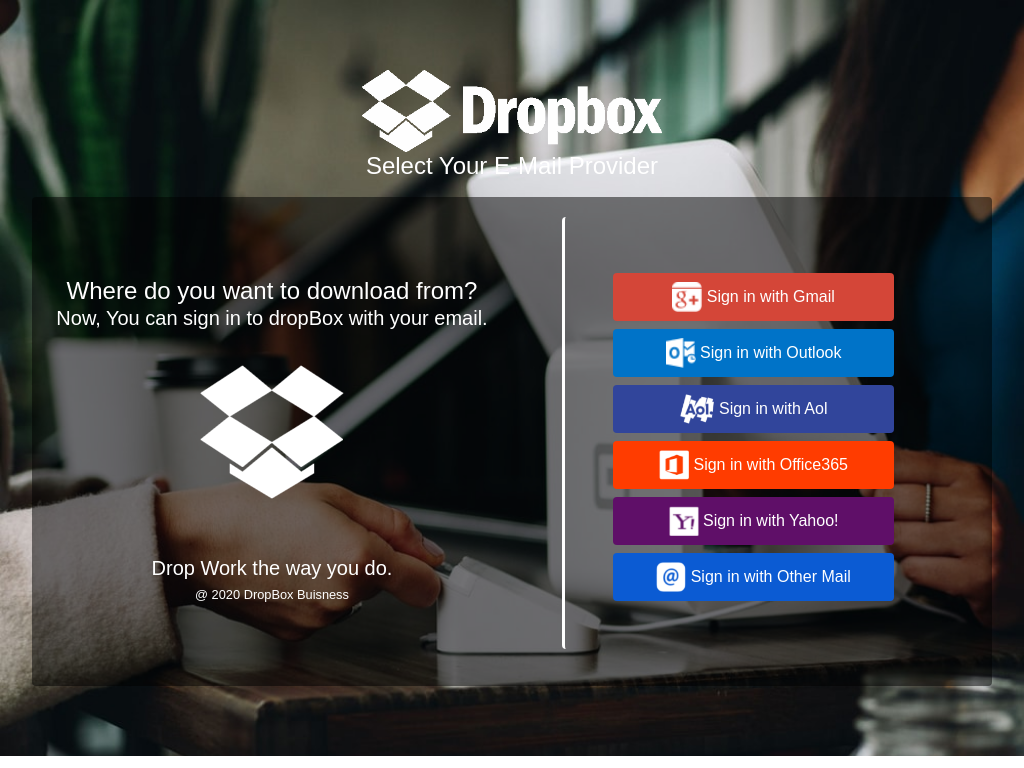 Dropbox
Select Your E-Mail Provider
Where do you want to download from?
Now, You can sign in to dropBox with your email.
Drop Work the way you do.
@ 2020 DropBox Buisness
g+ Sign in with Gmail
O Sign in with Outlook
Aol. Sign in with Aol
Sign in with Office365
Y! Sign in with Yahoo!
@ Sign in with Other Mail